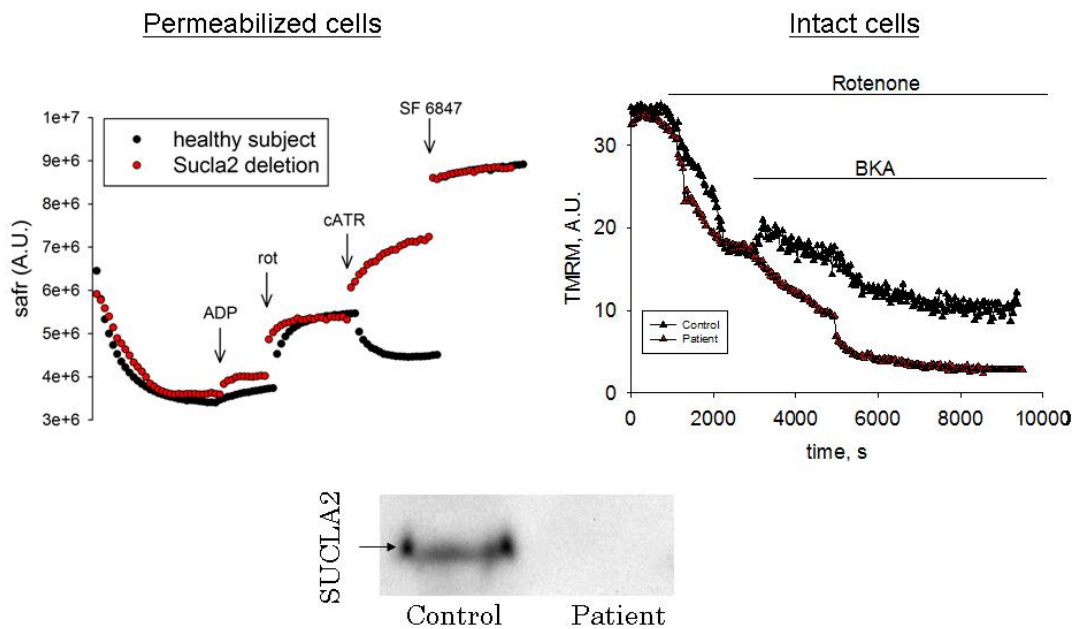 Permeabilized cells
Intact cells
safr (A.U.)
1e+7
9e+6
8e+6
7e+6
6e+6
5e+6
4e+6
3e+6
healthy subject
Sucla2 deletion
ADP
rot
cATR
SF 6847
TMRM, A.U.
30
20
10
0
Rotenone
BKA
Control
Patient
0
2000
4000
6000
8000
10000
time, s
SUCLA2
Control
Patient